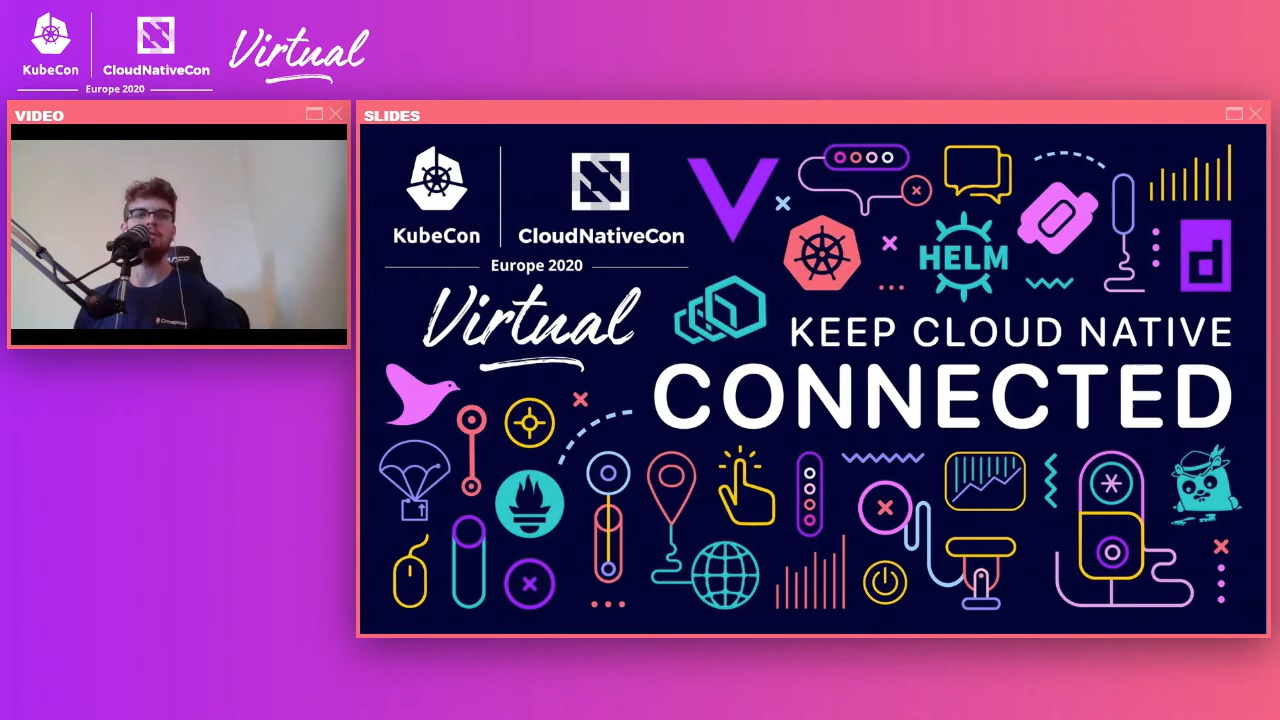 KubeCon
CloudNativeCon
Europe 2020
Virtual
VIDEO
SLIDES
KubeCon
CloudNativeCon
Europe 2020
Virtual
HELM
d
KEEP CLOUD NATIVE
CONNECTED